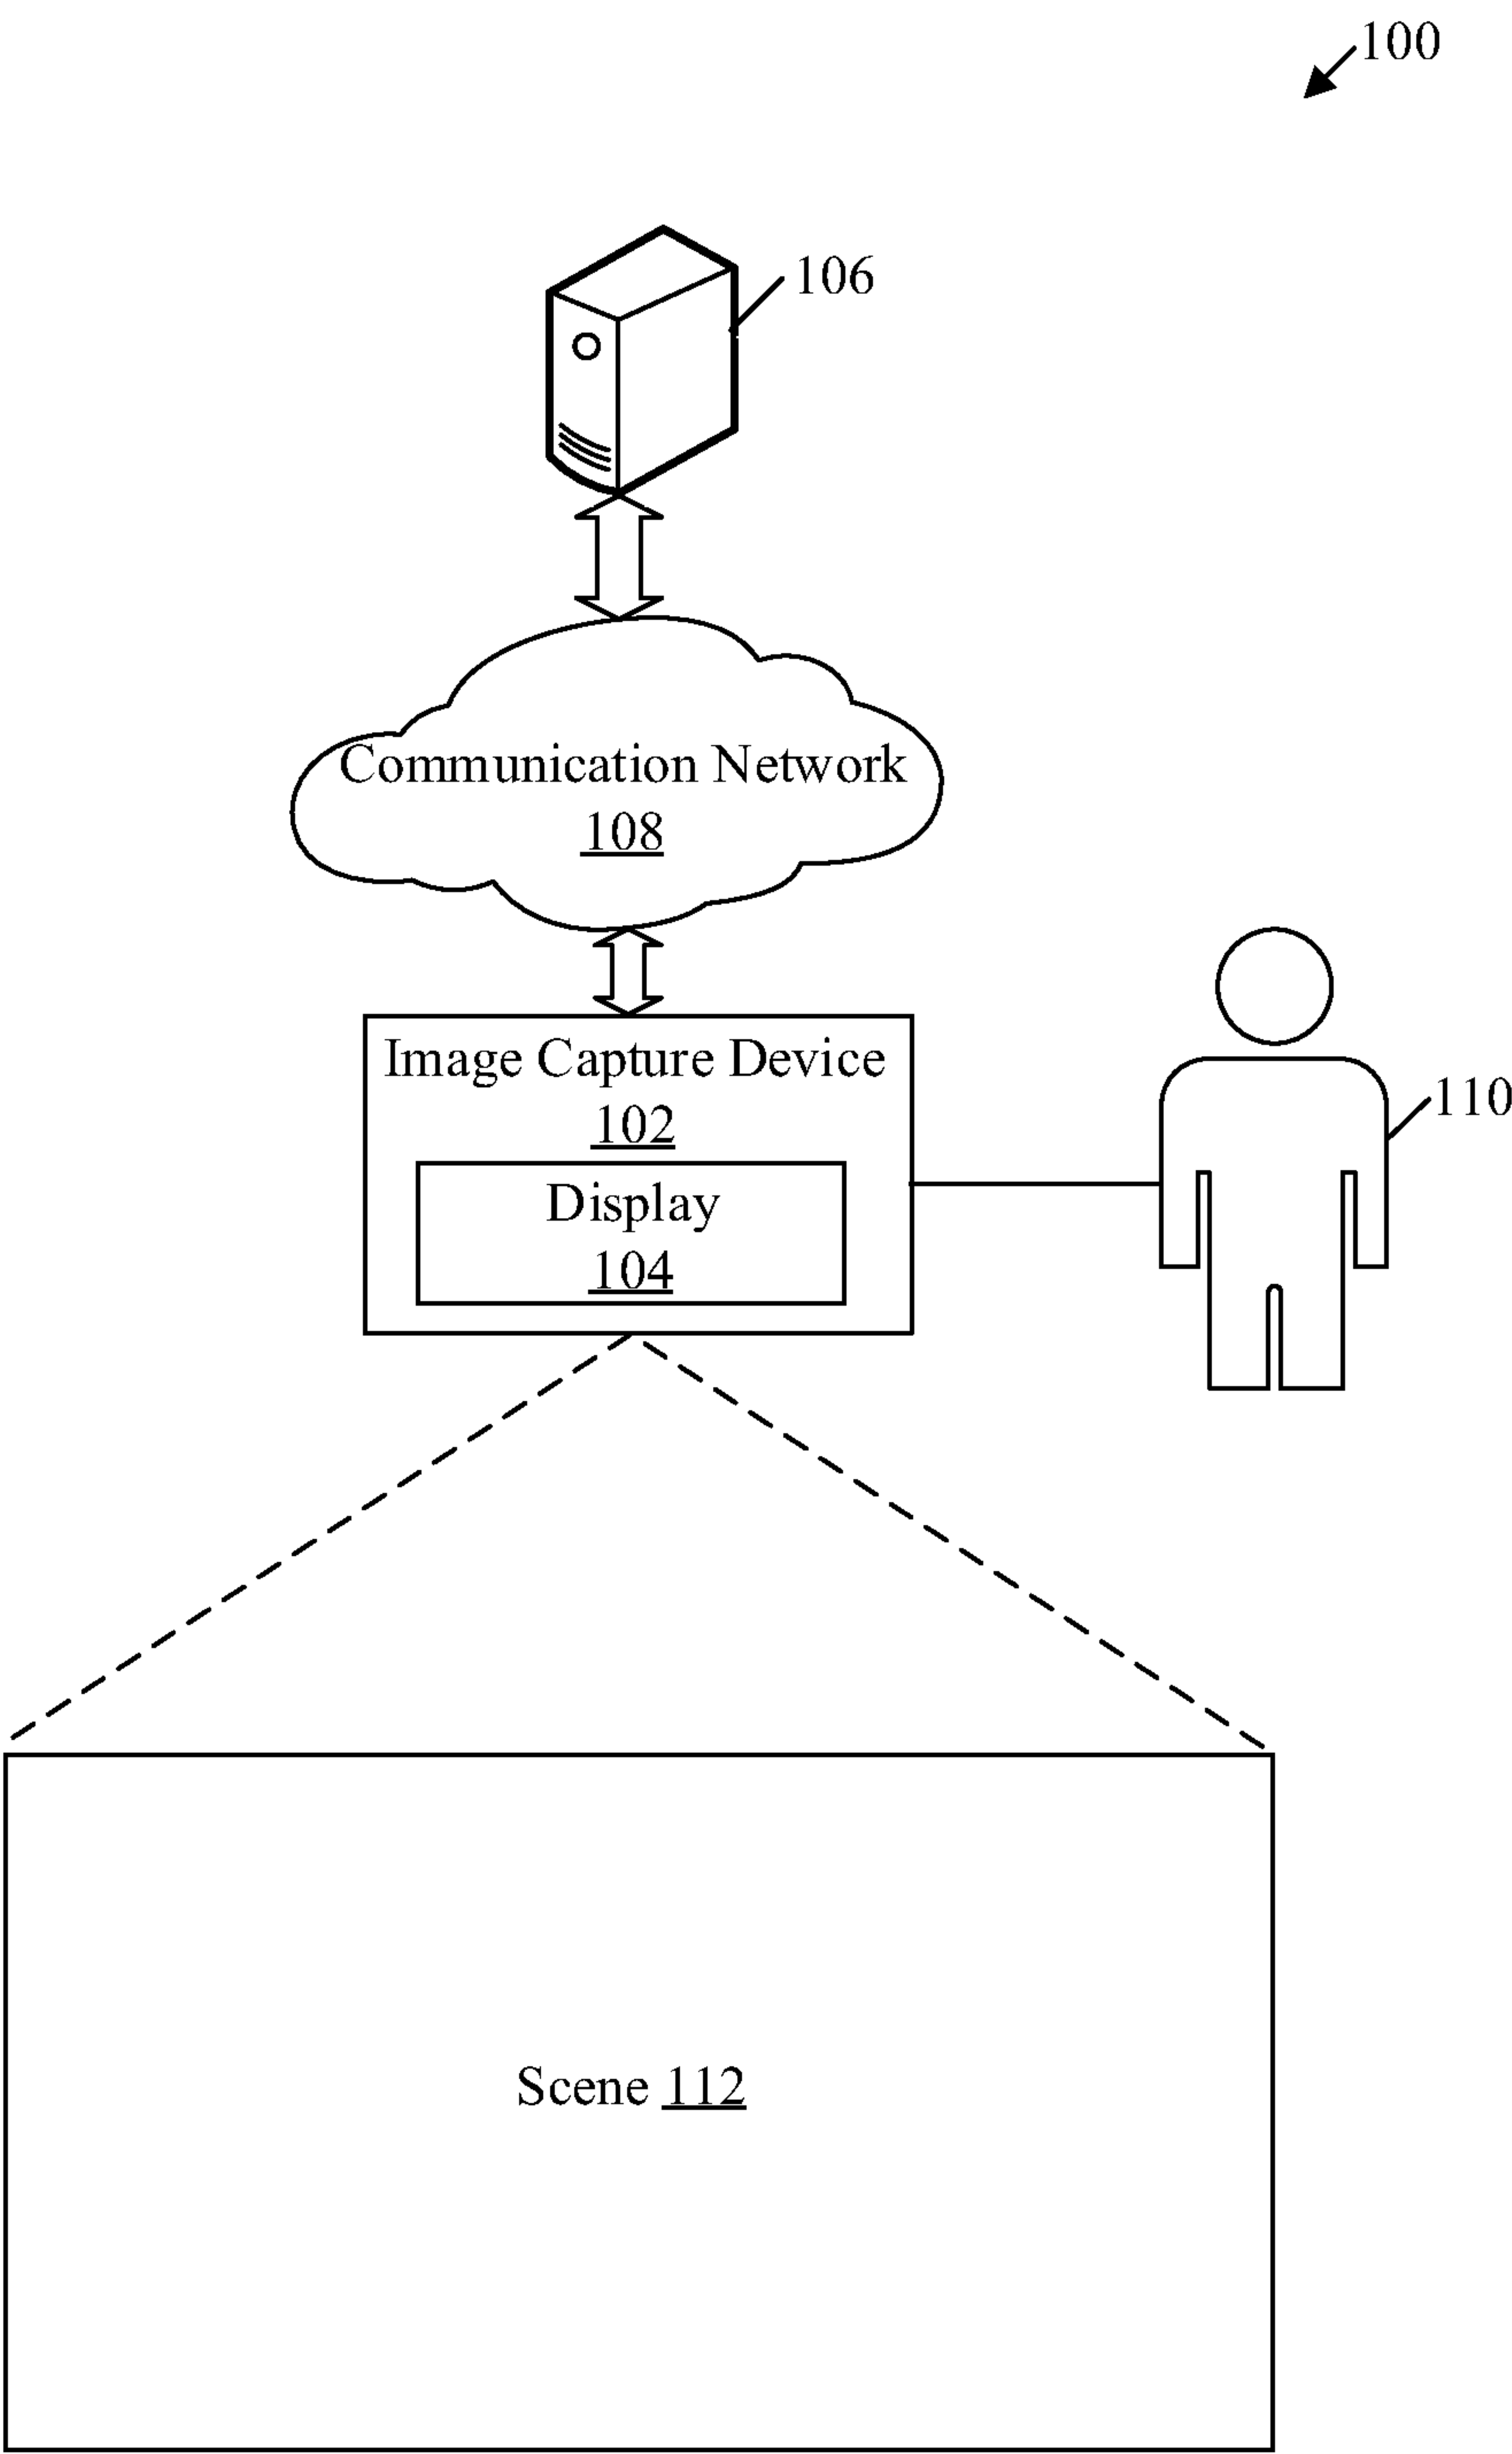 100
106
Communication Network
108
Image Capture Device
102
110
Display
104
Scene 112